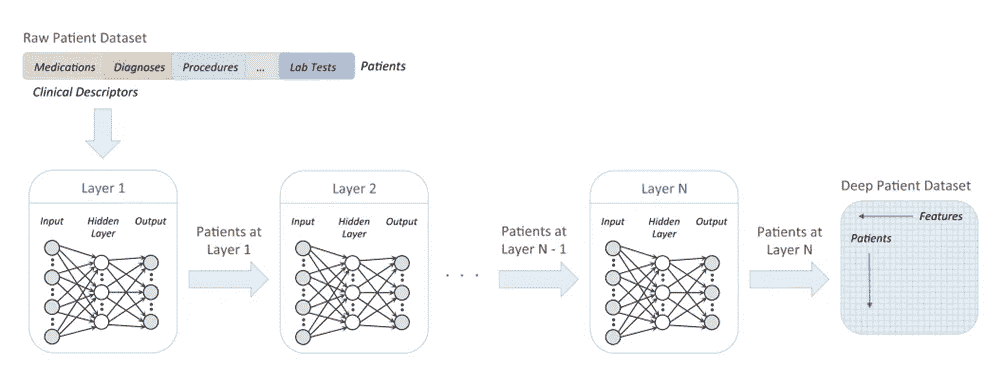 Raw Patient Dataset
Medications Diagnoses Procedures ... Lab Tests Patients
Clinical Descriptors
Layer 1
Input Hidden Layer Output
Patients at
Layer 1
Layer 2
Input Hidden Layer Output
. . .
Patients at
Layer N - 1
Layer N
Input Hidden Layer Output
Patients at
Layer N
Deep Patient Dataset
Features
Patients